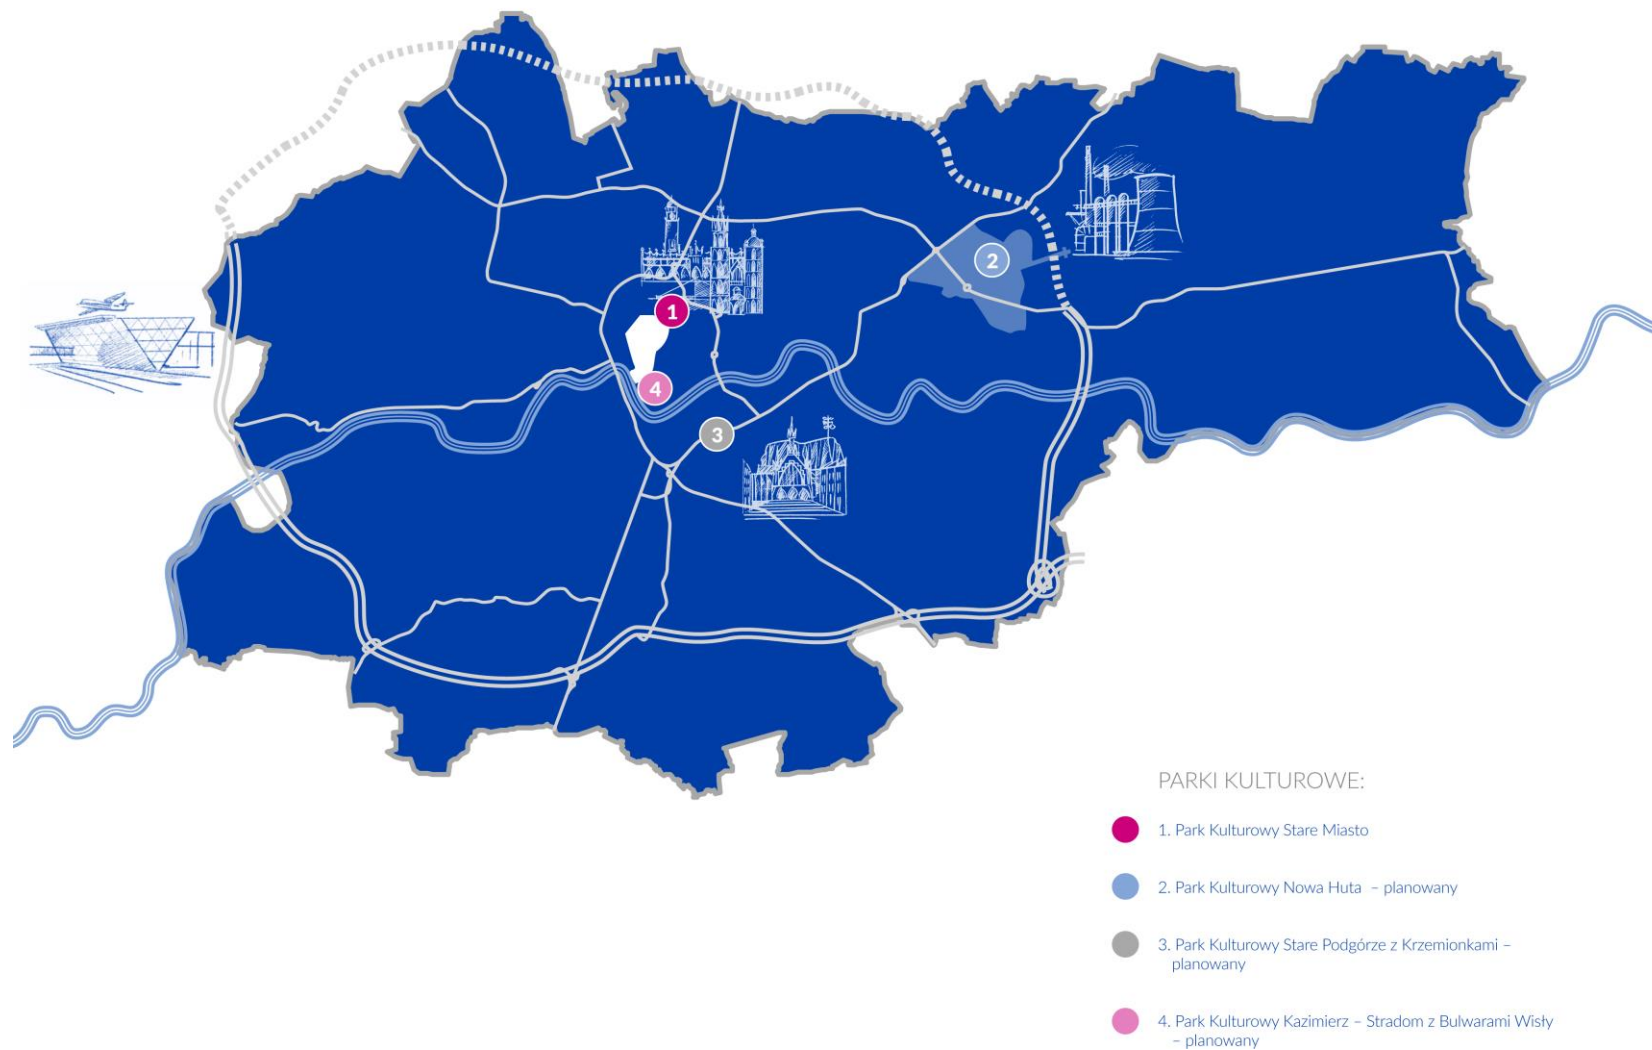 2
1
4
3
PARKI KULTUROWE:
1. Park Kulturowy Stare Miasto
2. Park Kulturowy Nowa Huta – planowany
3. Park Kulturowy Stare Podgórze z Krzemionkami –
planowany
4. Park Kulturowy Kazimierz – Stradom z Bulwarami Wisły
– planowany